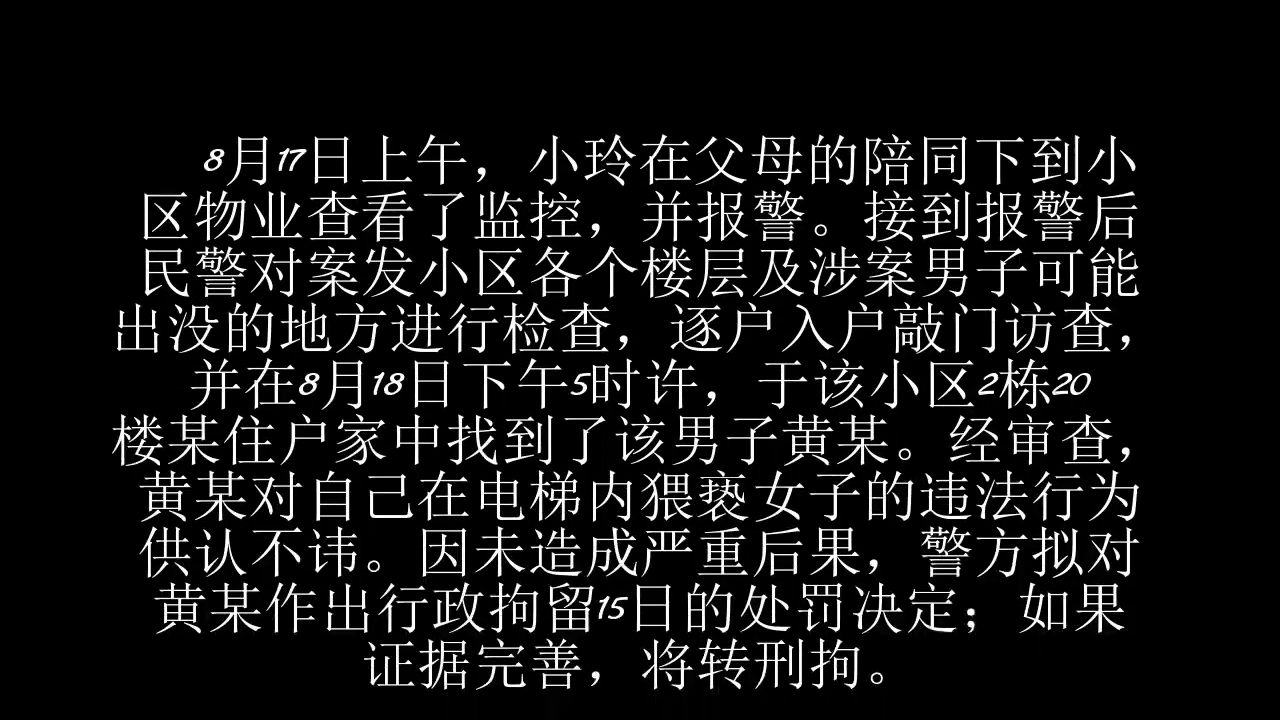 8月17日上午，小玲在父母的陪同下到小
区物业查看了监控，并报警。接到报警后
民警对案发小区各个楼层及涉案男子可能
出没的地方进行检查，逐户入户敲门访查，
并在8月18日下午5时许，于该小区2栋20
楼某住户家中找到了该男子黄某。经审查，
黄某对自己在电梯内猥亵女子的违法行为
供认不讳。因未造成严重后果，警方拟对
黄某作出行政拘留15日的处罚决定；如果
证据完善，将转刑拘。